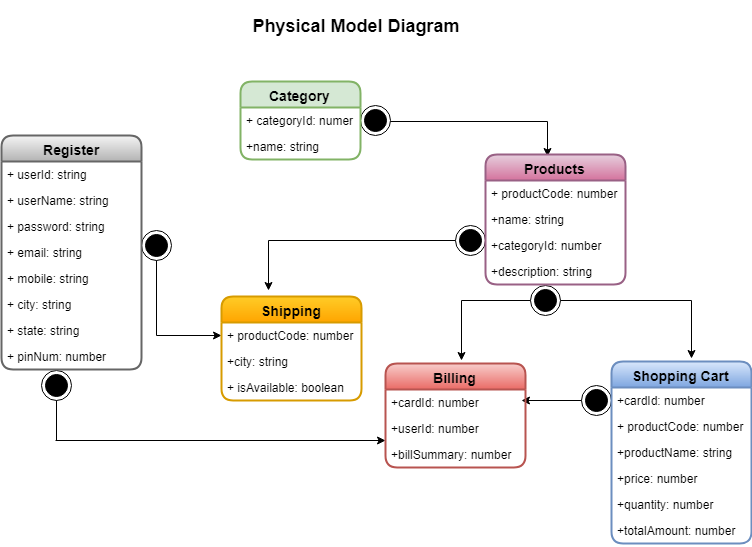 Physical Model Diagram
Category
+ categoryId: numer
+name: string
Register
+ userId: string
+ userName: string
+ password: string
+ email: string
+ mobile: string
+ city: string
+ state: string
+ pinNum: number
Products
+ productCode: number
+name: string
+categoryId: number
+description: string
Shipping
+ productCode: number
+city: string
+ isAvailable: boolean
Billing
+cardId: number
+userId: number
+billSummary: number
Shopping Cart
+cardId: number
+ productCode: number
+productName: string
+price: number
+quantity: number
+totalAmount: number